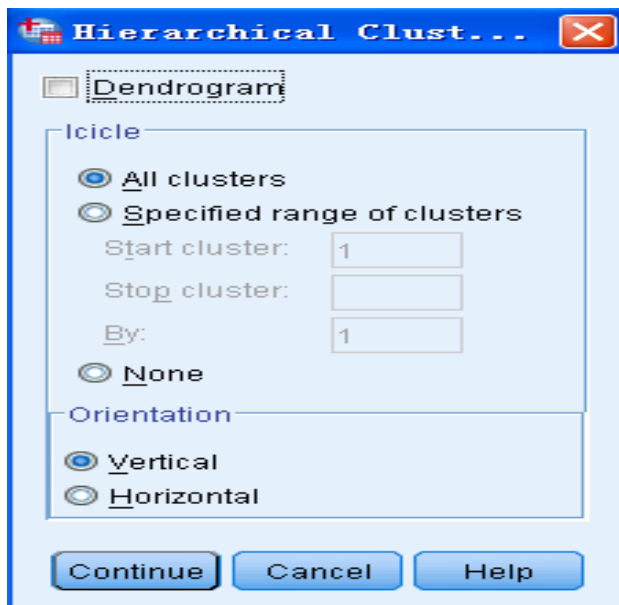 Hierarchical Clust...
Dendrogram
Icicle
All clusters
Specified range of clusters
Start cluster: 1
Stop cluster:
By: 1
None
Orientation
Vertical
Horizontal
Continue Cancel Help